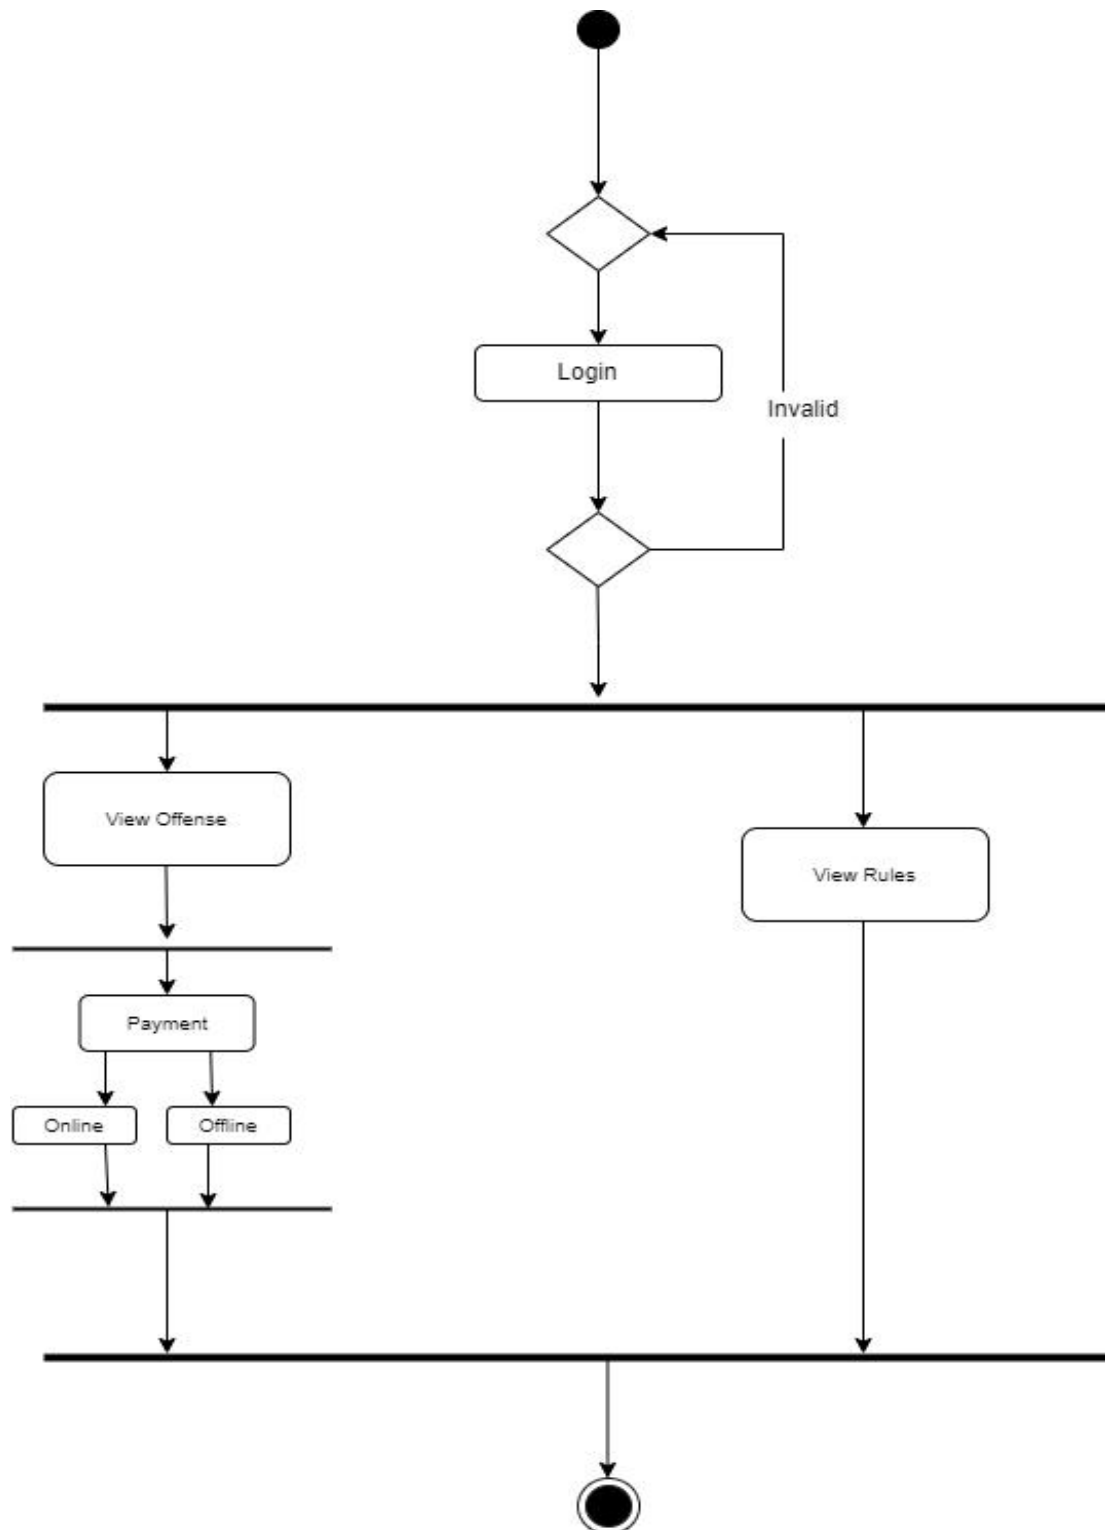 Login
Invalid
View Offense
View Rules
Payment
Online
Offline